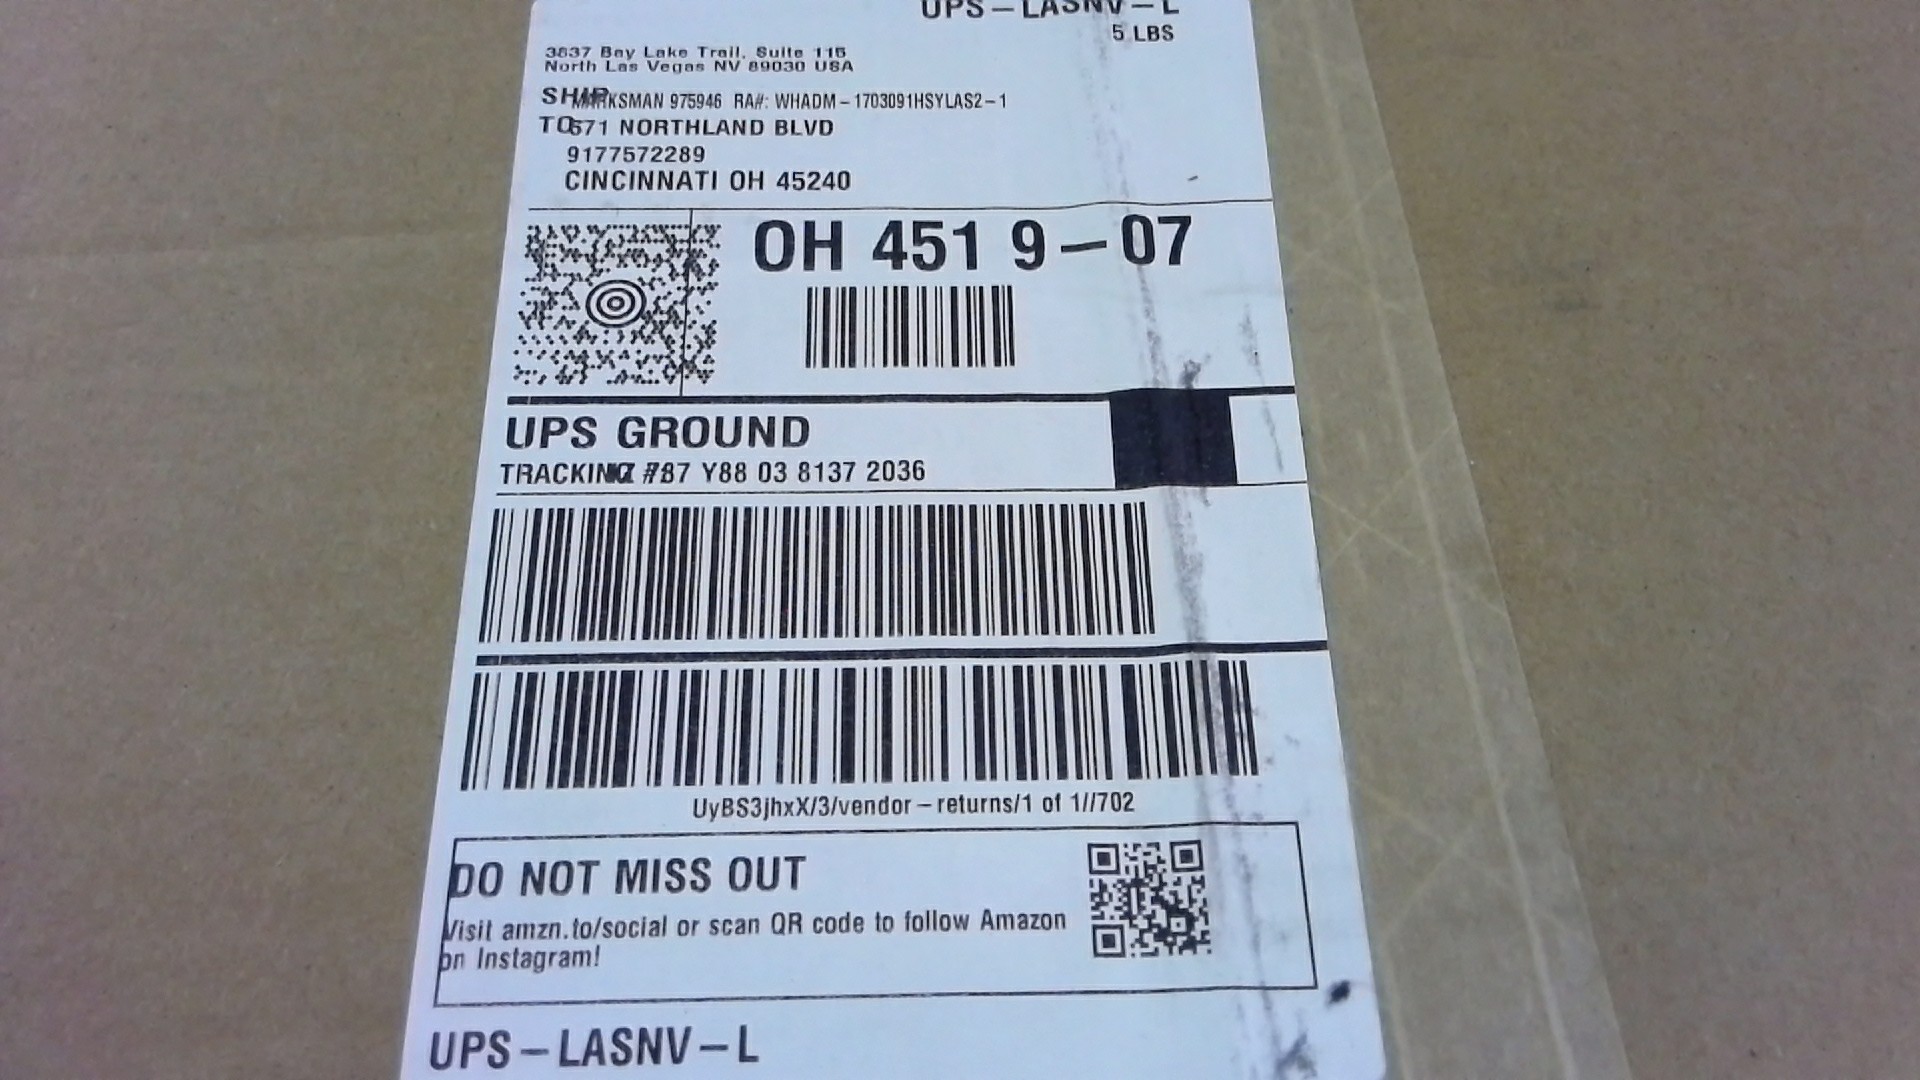 UPS – LASNV – L
5 LBS
3837 Bay Lake Trail, Suite 115
North Las Vegas NV 89030 USA
SHIP
MARKSMAN 975946 RA#: WHADM – 1703091HSYLAS2 – 1
TO 671 NORTHLAND BLVD
9177572289
CINCINNATI OH 45240
OH 451 9 – 07
UPS GROUND
TRACKING #: 87 Y88 03 8137 2036
UyBS3jhxX/3/vendor – returns/1 of 1//702
DO NOT MISS OUT
Visit amzn.to/social or scan QR code to follow Amazon
on Instagram!
UPS – LASNV – L